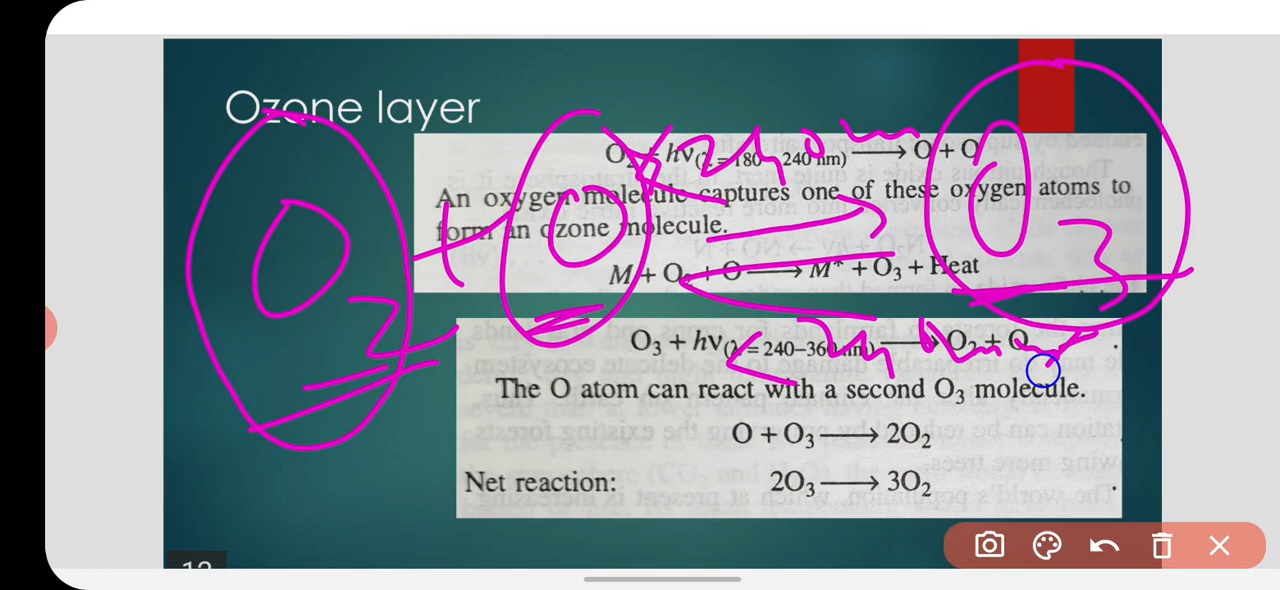 Ozone layer
O₂ + hν(λ = 180 – 240 nm) ⟶ O + O
An oxygen molecule captures one of these oxygen atoms to
form an ozone molecule.
M + O₂ + O ⟶ M* + O₃ + Heat
O₃ + hν(λ = 240–360 nm) ⟶ O₂ + O
The O atom can react with a second O₃ molecule.
O + O₃ ⟶ 2O₂
Net reaction: 2O₃ ⟶ 3O₂
O₂ + O O₃